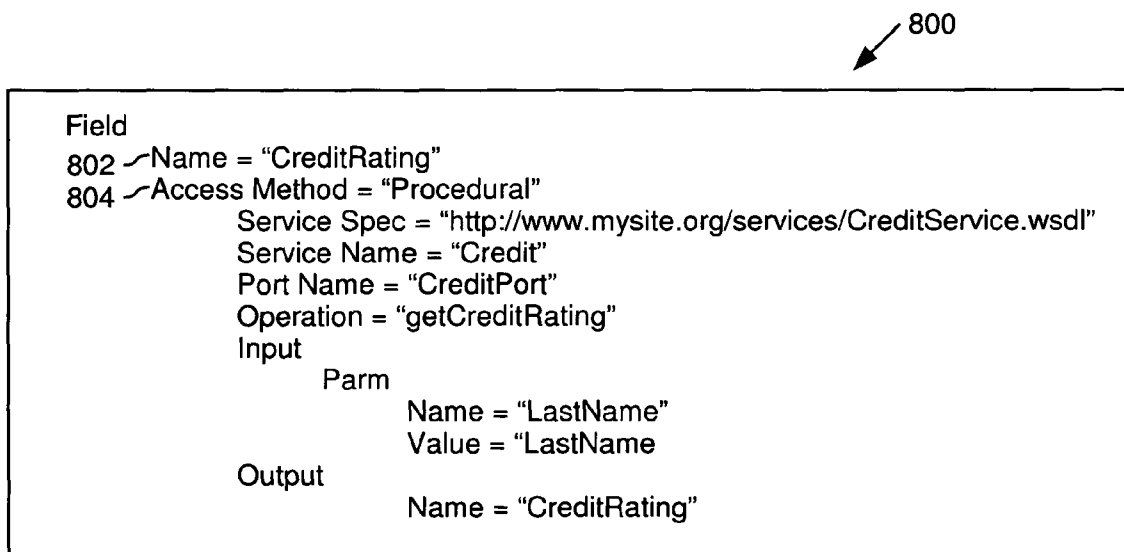 800
Field
802 Name = “CreditRating”
804 Access Method = “Procedural”
Service Spec = “http://www.mysite.org/services/CreditService.wsdl”
Service Name = “Credit”
Port Name = “CreditPort”
Operation = “getCreditRating”
Input
Parm
Name = “LastName”
Value = “LastName
Output
Name = “CreditRating”